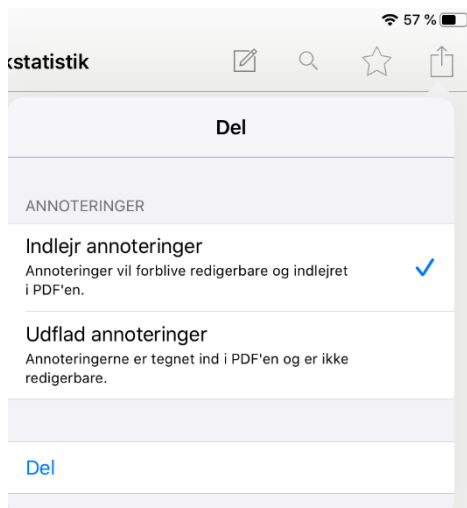 57 %
kstatistik
Del
ANNOTERINGER
Indlejr annoteringer
Annoteringer vil forblive redigerbare og indlejret
i PDF'en.
Udflad annoteringer
Annoteringerne er tegnet ind i PDF'en og er ikke
redigerbare.
Del